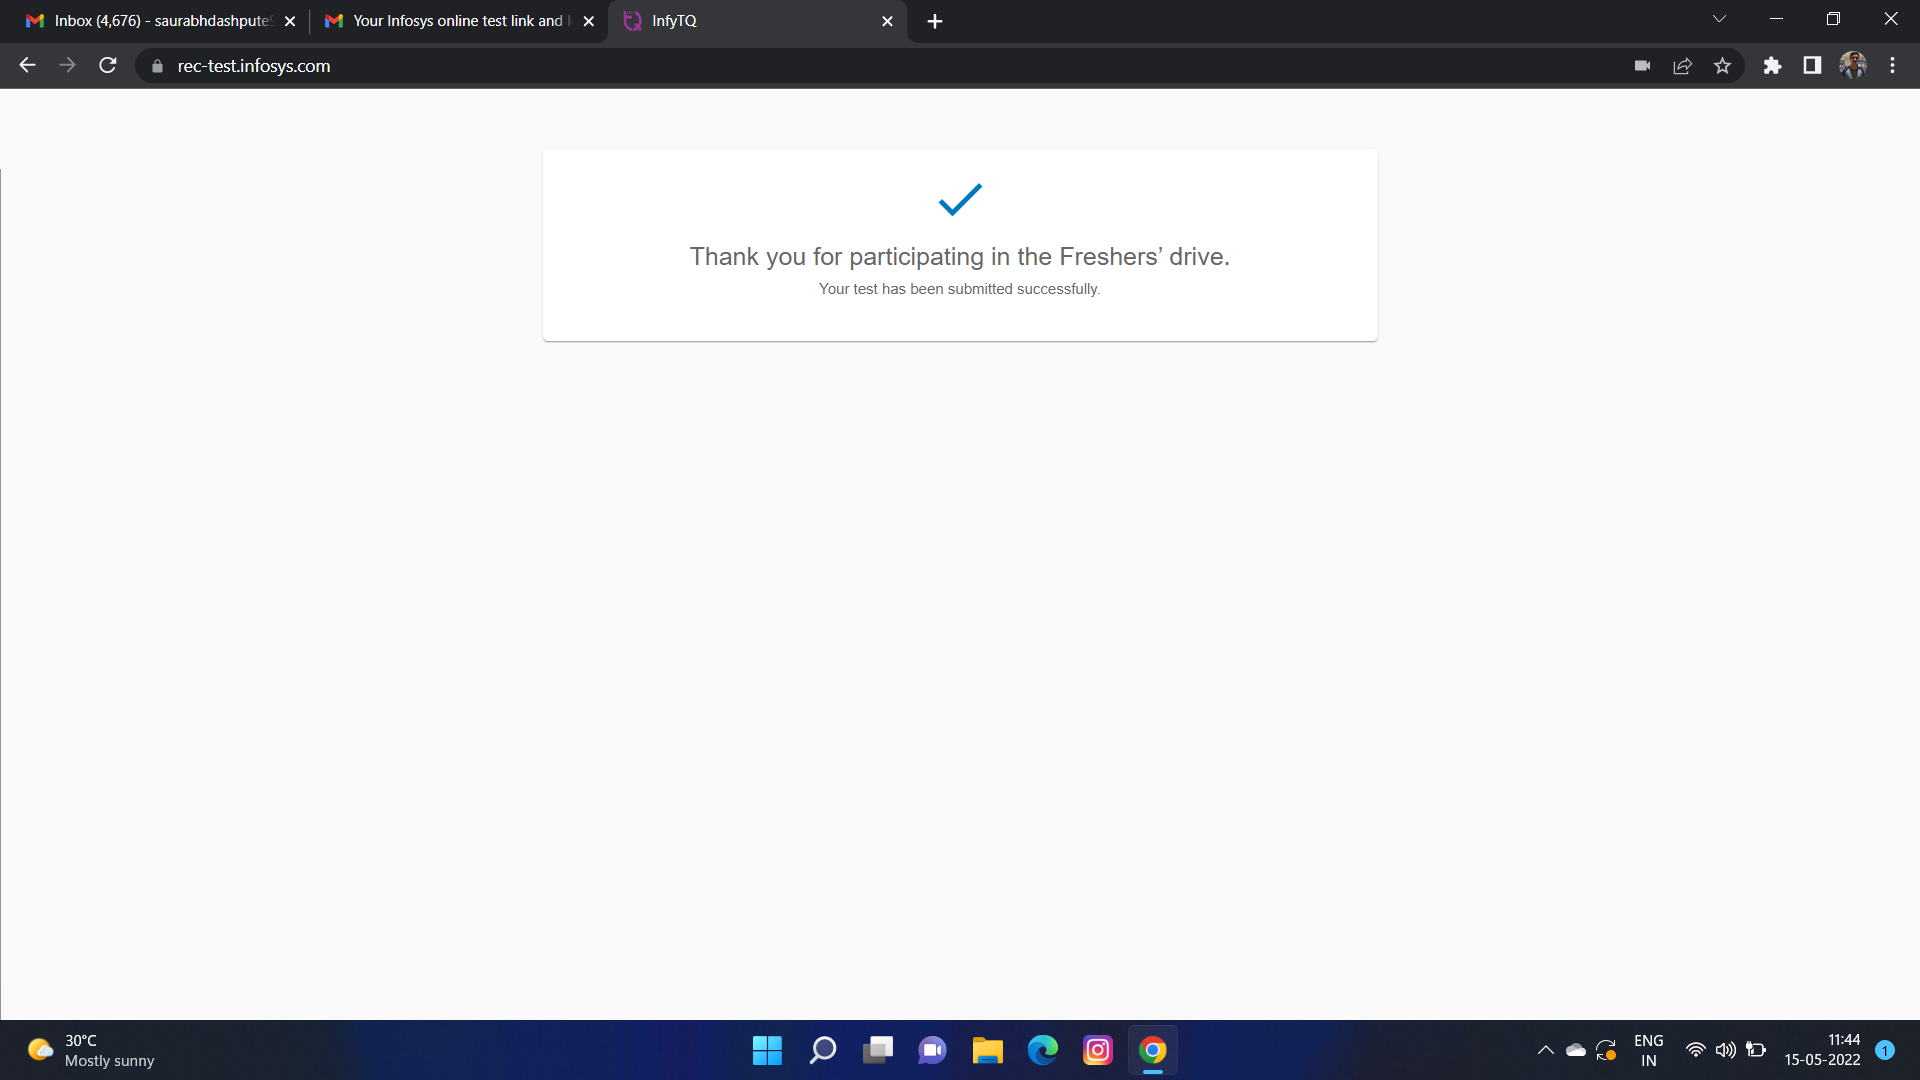 Inbox (4,676) - saurabhdashpute
Your Infosys online test link and
InfyTQ
rec-test.infosys.com
Thank you for participating in the Freshers’ drive.
Your test has been submitted successfully.
30°C
Mostly sunny
ENG
IN
11:44
15-05-2022
1